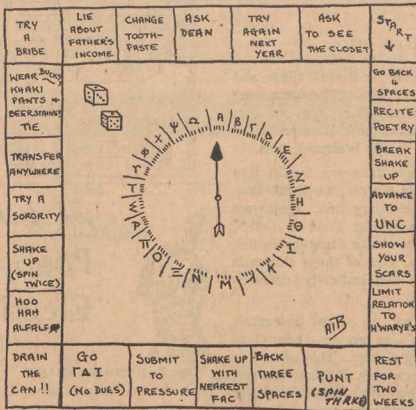 TRY
A
BRIBE
LIE
ABOUT
FATHER'S
INCOME
CHANGE
TOOTH-
PASTE
ASK
DEAN
TRY
AGAIN
NEXT
YEAR
ASK
TO SEE
THE CLOSET
START
GO BACK
4
SPACES
RECITE
POETRY
BREAK
SHAKE
UP
ADVANCE
TO
UNC
SHOW
YOUR
SCARS
LIMIT
RELATION
TO
H'WARYE'S
REST
FOR
TWO
WEEKS
PUNT
(SPIN
THRICE)
BACK
THREE
SPACES
SHAKE UP
WITH
NEAREST
FAC
SUBMIT
TO
PRESSURE
GO
ΓΔΙ
(NO DUES)
DRAIN
THE
CAN!!
HOO
HAH
SHAKE
UP
(SPIN
TWICE)
TRY A
SORORITY
TRANSFER
ANYWHERE
WEAR BUCKS,
KHAKI
PANTS +
BEERSTAINED
TIE
Α Β Γ Δ Ε Ζ Η Θ Ι Κ Λ Μ Ν Ξ Ο Π Ρ Σ Τ Υ Φ Χ Ψ Ω